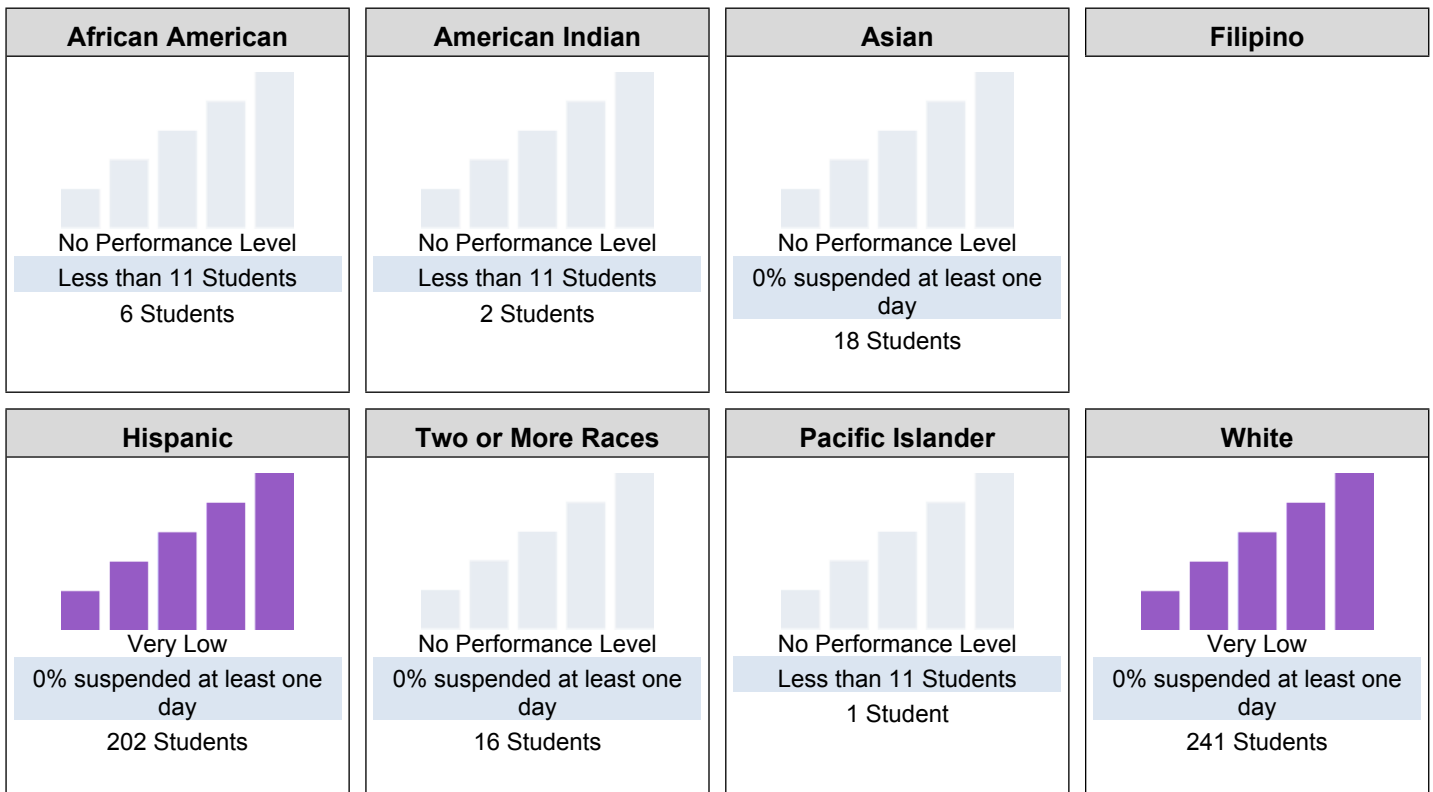 African American
No Performance Level
Less than 11 Students
6 Students
American Indian
No Performance Level
Less than 11 Students
2 Students
Asian
No Performance Level
0% suspended at least one
day
18 Students
Filipino
Hispanic
Very Low
0% suspended at least one
day
202 Students
Two or More Races
No Performance Level
0% suspended at least one
day
16 Students
Pacific Islander
No Performance Level
Less than 11 Students
1 Student
White
Very Low
0% suspended at least one
day
241 Students